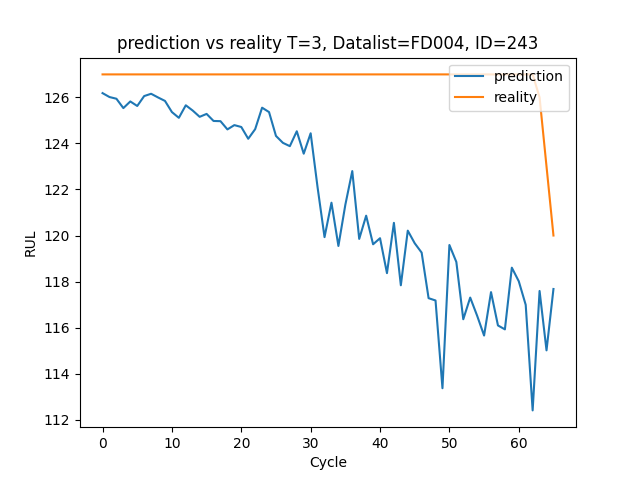 prediction vs reality T=3, Datalist=FD004, ID=243
prediction
reality
126
124
122
120
118
116
114
112
RUL
0 10 20 30 40 50 60
Cycle